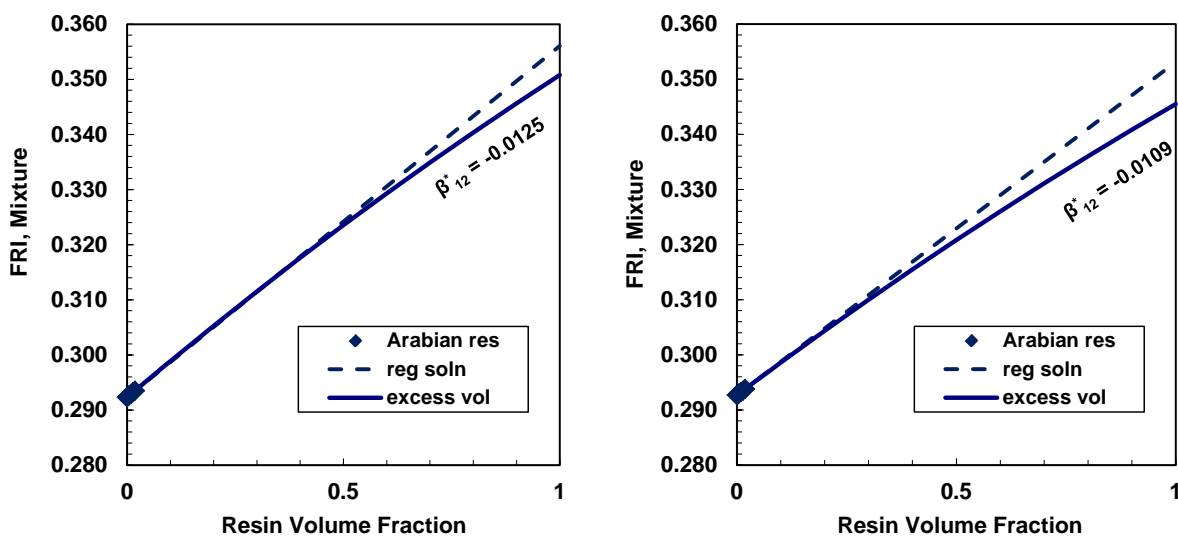 0.360
0.350
0.340
0.330
0.320
0.310
0.300
0.290
0.280
FRI, Mixture
β*12 = -0.0125
Arabian res
reg soln
excess vol
0
0.5
1
Resin Volume Fraction
0.360
0.350
0.340
0.330
0.320
0.310
0.300
0.290
0.280
FRI, Mixture
β*12 = -0.0109
Arabian res
reg soln
excess vol
0
0.5
1
Resin Volume Fraction